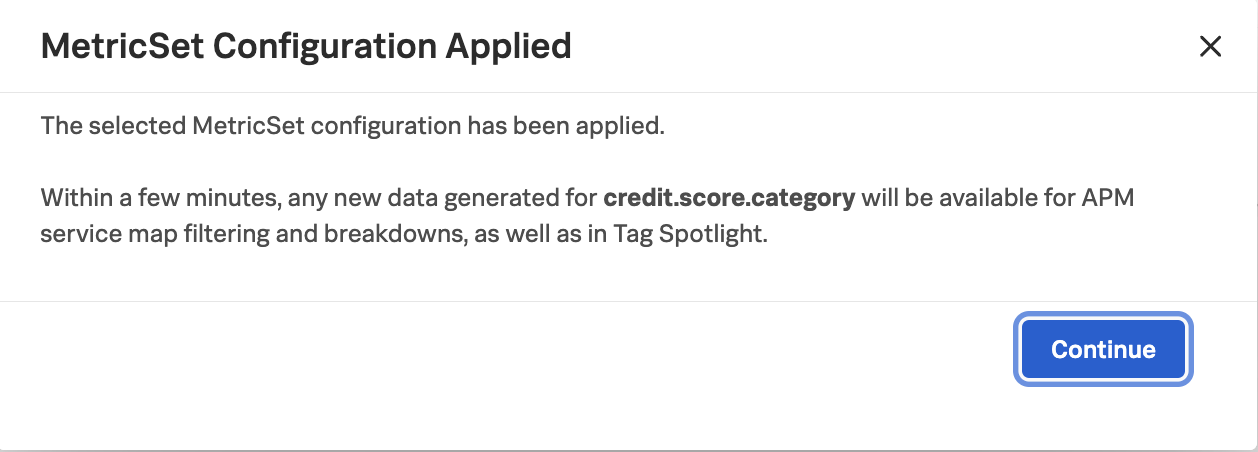 MetricSet Configuration Applied
The selected MetricSet configuration has been applied.
Within a few minutes, any new data generated for credit.score.category will be available for APM
service map filtering and breakdowns, as well as in Tag Spotlight.
Continue